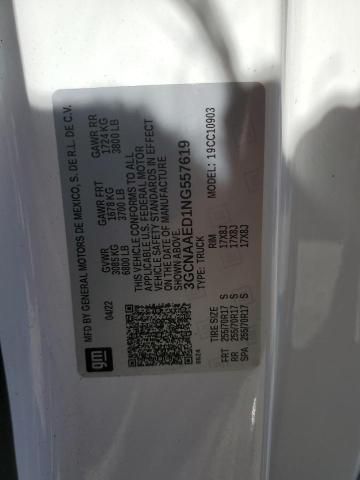 gm
MFD BY GENERAL MOTORS DE MEXICO, S. DE R.L. DE C.V.
04/22 GVWR GAWR FRT GAWR RR
3085 KG 1678 KG 1724 KG
6800 LB 3700 LB 3800 LB
THIS VEHICLE CONFORMS TO ALL
APPLICABLE U.S. FEDERAL MOTOR
VEHICLE SAFETY STANDARDS IN EFFECT
ON THE DATE OF MANUFACTURE
SHOWN ABOVE.
3GCNAAED1NG557619
TYPE: TRUCK MODEL: 19CC10903
TIRE SIZE RIM
FRT 255/70R17 S 17X8J
RR 255/70R17 S 17X8J
SPA 255/70R17 S 17X8J